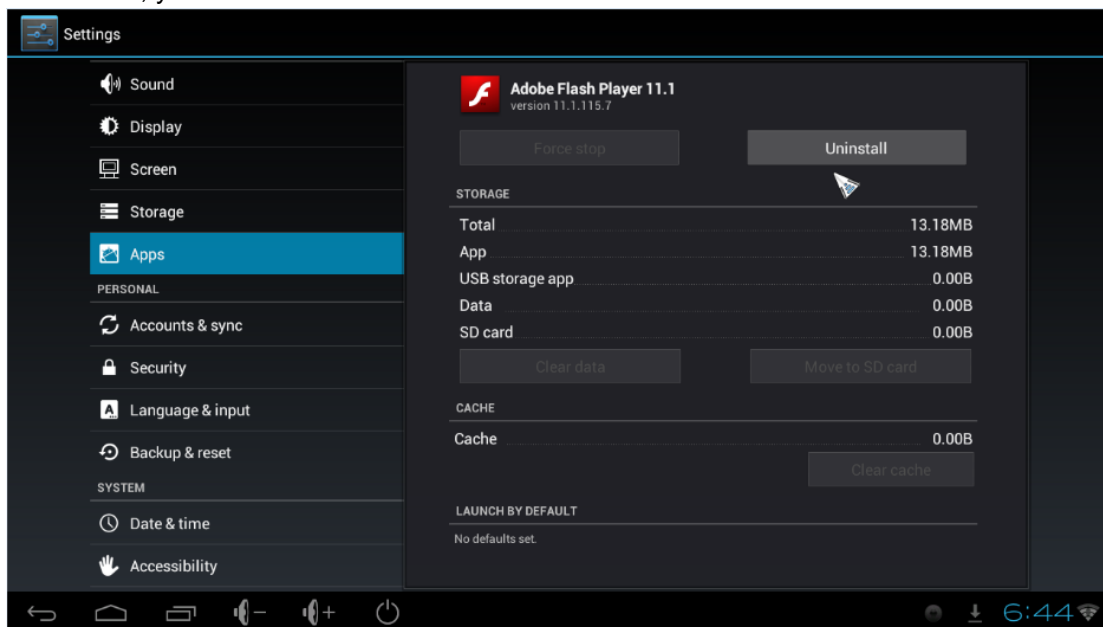 Settings
Sound
Display
Screen
Storage
Apps
PERSONAL
Accounts & sync
Security
Language & input
Backup & reset
SYSTEM
Date & time
Accessibility
Adobe Flash Player 11.1
version 11.1.115.7
Force stop Uninstall
STORAGE
Total 13.18MB
App 13.18MB
USB storage app 0.00B
Data 0.00B
SD card 0.00B
Clear data Move to SD card
CACHE
Cache 0.00B
Clear cache
LAUNCH BY DEFAULT
No defaults set.
6:44